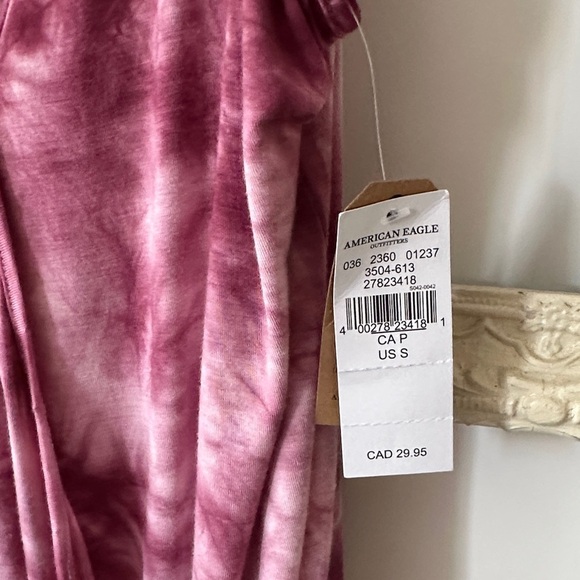 AMERICAN EAGLE
OUTFITTERS
036 2360 01237
3504-613
27823418
S042-0042
4 00278 23418 1
CA P
US S
CAD 29.95